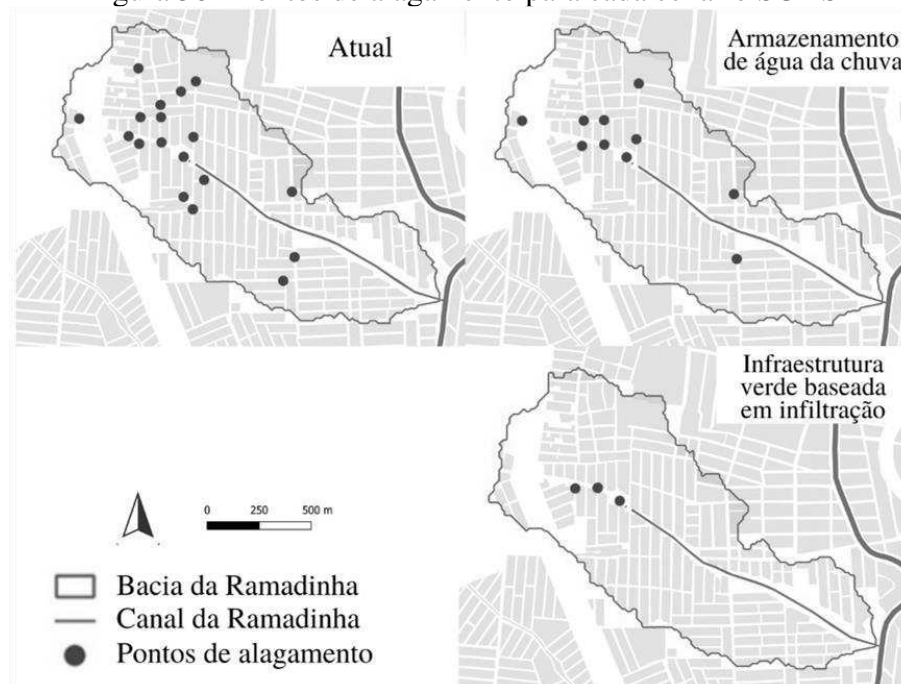 Atual
Armazenamento
de água da chuva
Infraestrutura
verde baseada
em infiltração
0 250 500 m
Bacia da Ramadinha
Canal da Ramadinha
Pontos de alagamento